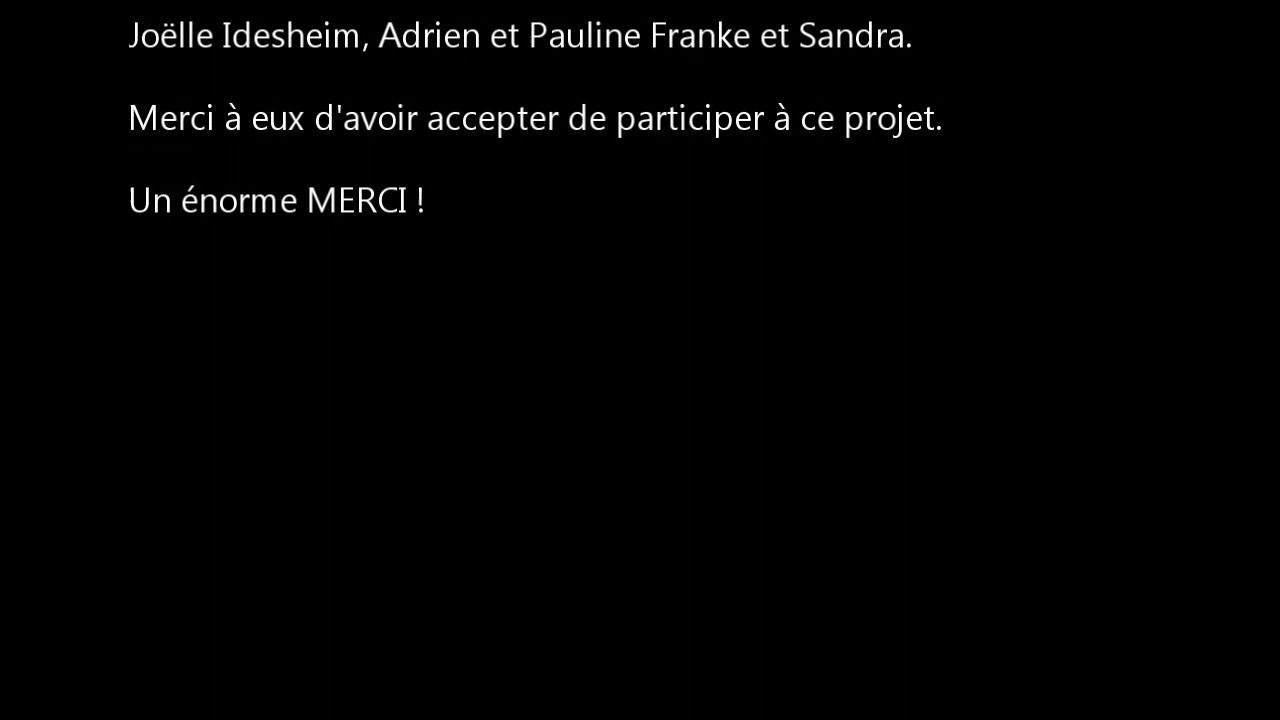 Joëlle Idesheim, Adrien et Pauline Franke et Sandra.
Merci à eux d'avoir accepter de participer à ce projet.
Un énorme MERCI !